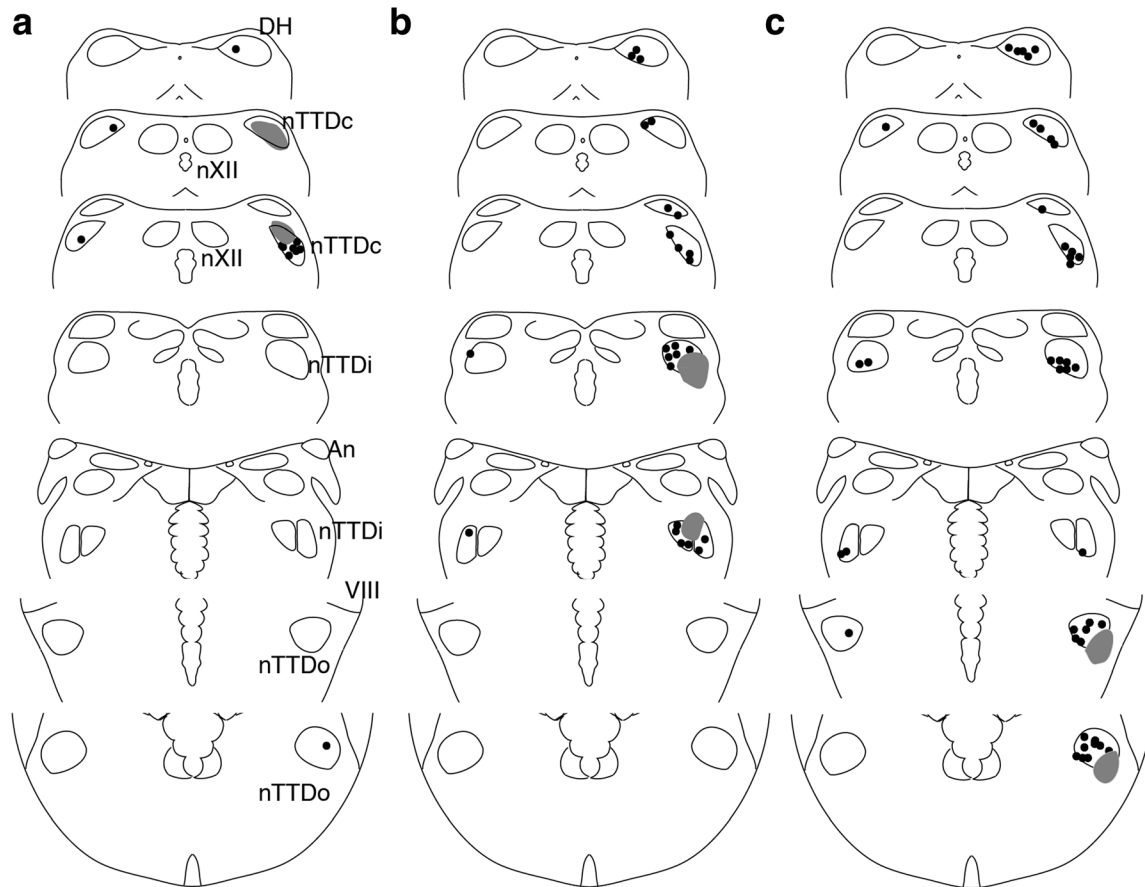 a b c
DH
nTTDc
nXII
nTTDc
nXII
nTTDi
An
nTTDi
VIII
nTTDo
nTTDo